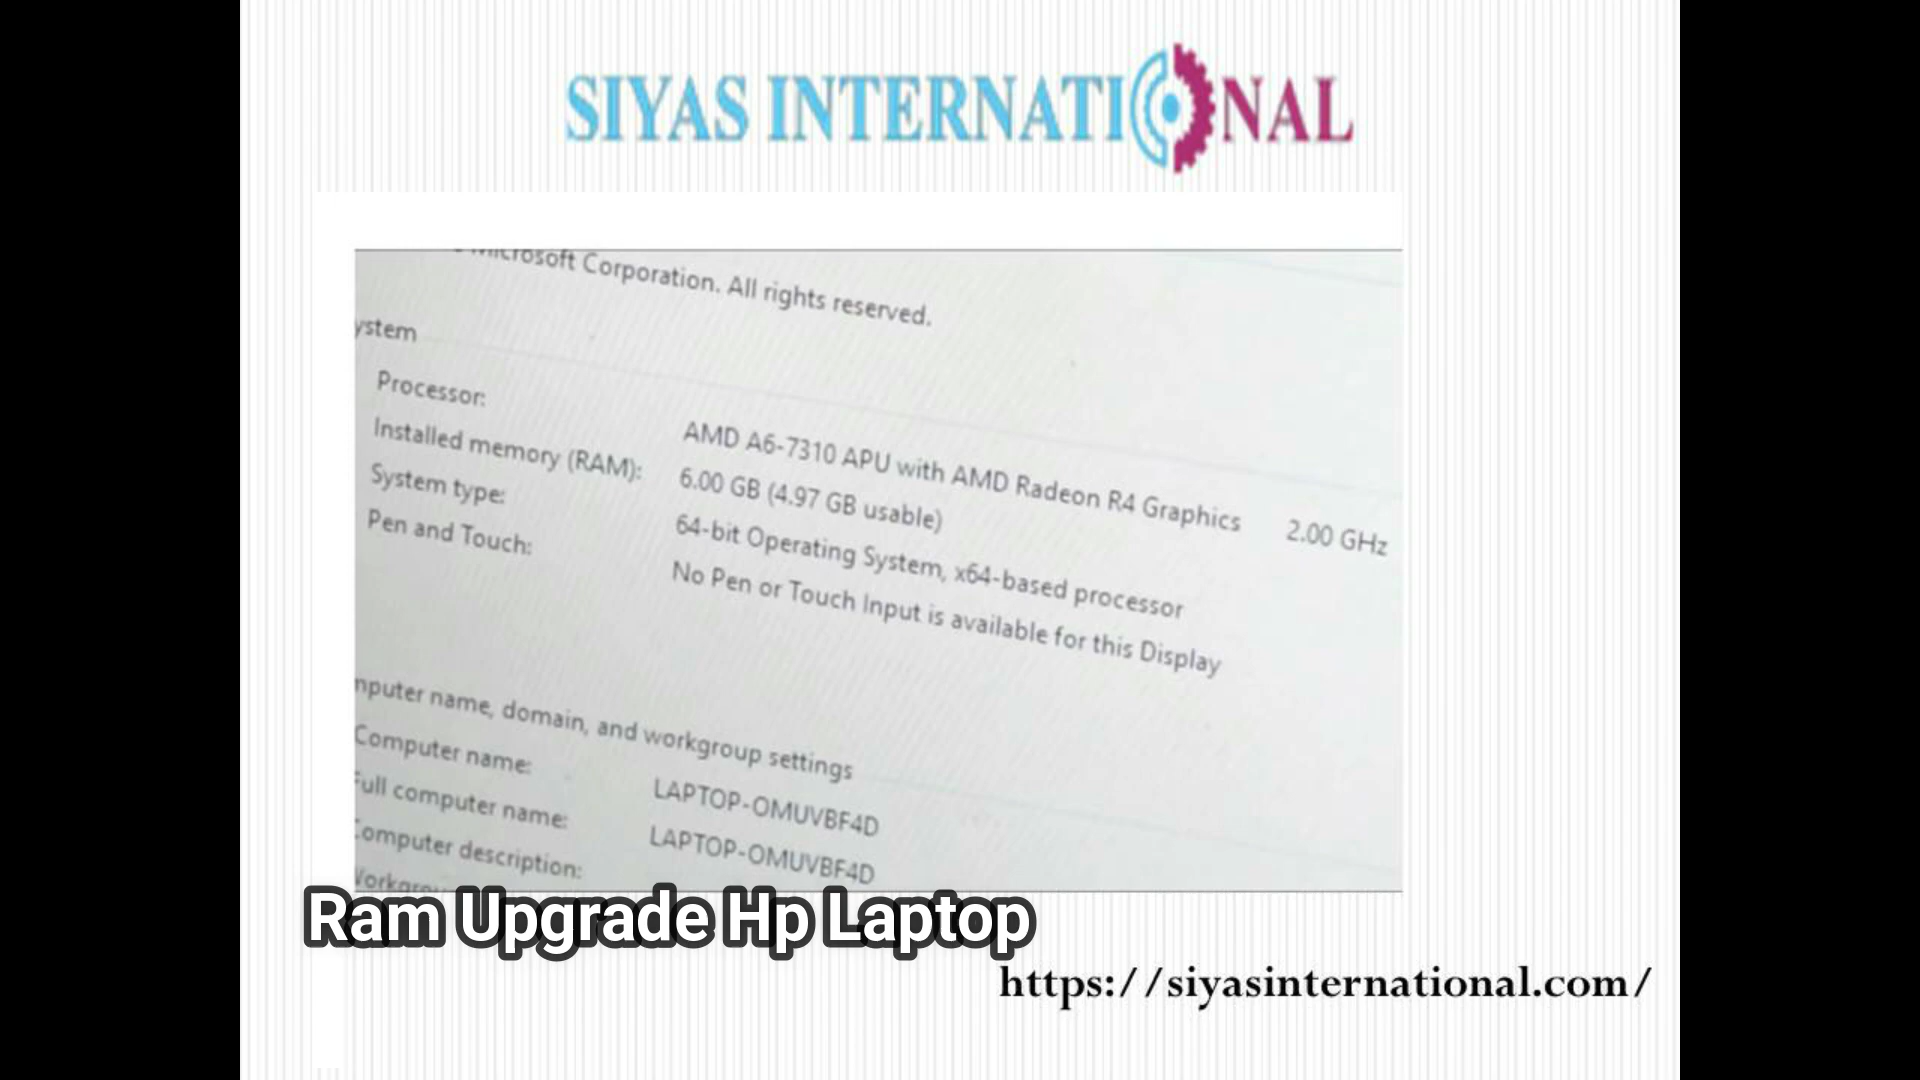 SIYAS INTERNATIONAL
Microsoft Corporation. All rights reserved.
ystem
Processor: AMD A6-7310 APU with AMD Radeon R4 Graphics 2.00 GHz
Installed memory (RAM): 6.00 GB (4.97 GB usable)
System type: 64-bit Operating System, x64-based processor
Pen and Touch: No Pen or Touch Input is available for this Display
mputer name, domain, and workgroup settings
Computer name: LAPTOP-OMUVBF4D
Full computer name: LAPTOP-OMUVBF4D
Computer description:
Ram Upgrade Hp Laptop
https://siyasinternational.com/